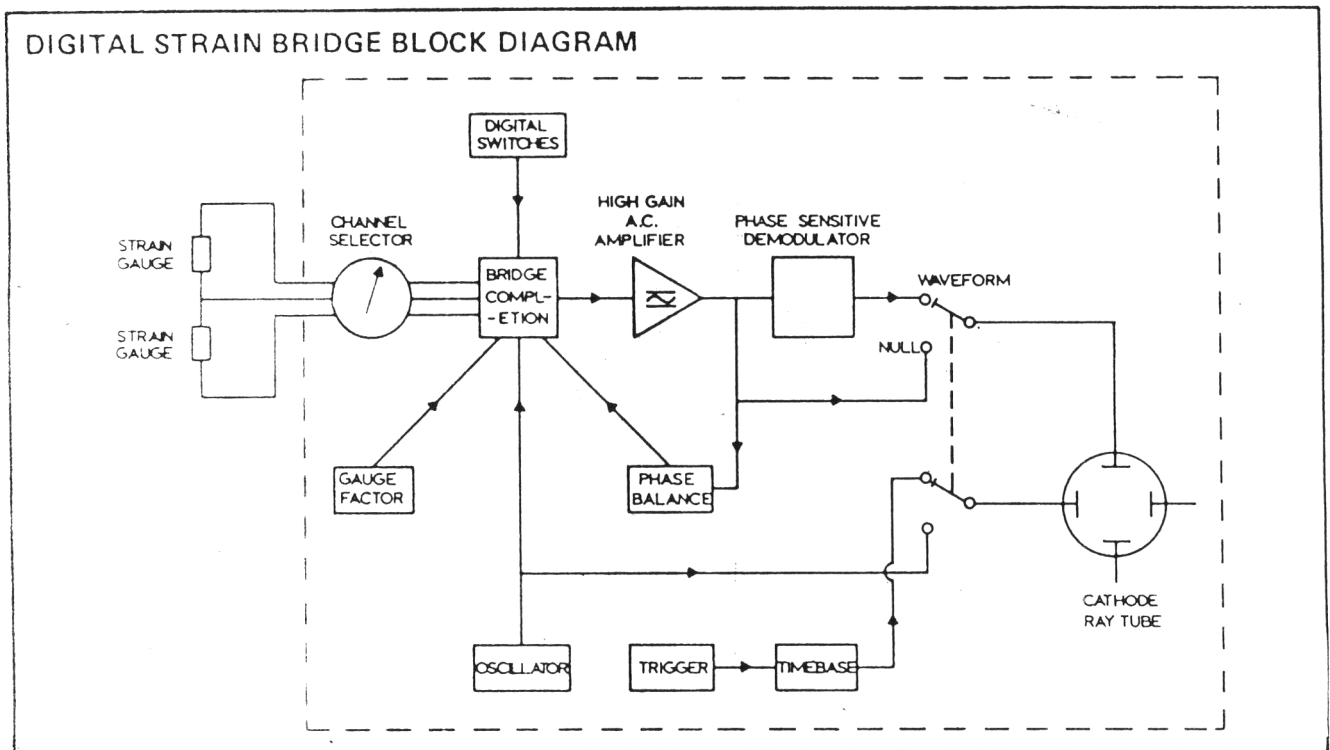 DIGITAL STRAIN BRIDGE BLOCK DIAGRAM
DIGITAL
SWITCHES
HIGH GAIN
A.C.
AMPLIFIER
PHASE SENSITIVE
DEMODULATOR
CHANNEL
SELECTOR
STRAIN
GAUGE
STRAIN
GAUGE
BRIDGE
COMPL-
-ETION
WAVEFORM
NULL
GAUGE
FACTOR
PHASE
BALANCE
CATHODE
RAY TUBE
OSCILLATOR
TRIGGER
TIMEBASE